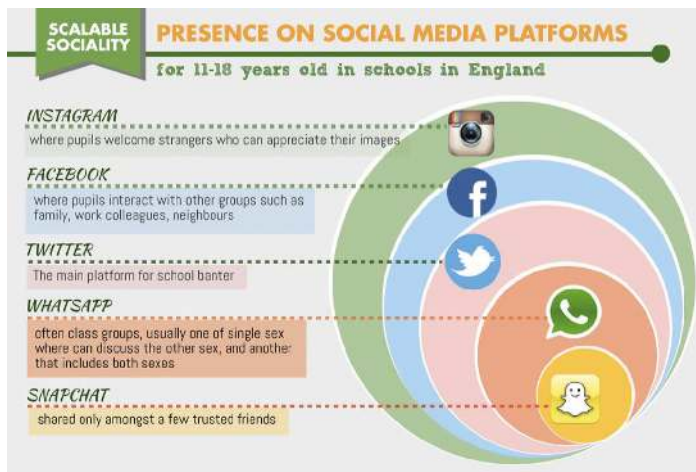 SCALABLE
SOCIALITY
PRESENCE ON SOCIAL MEDIA PLATFORMS
for 11-18 years old in schools in England
INSTAGRAM
where pupils welcome strangers who can appreciate their images
FACEBOOK
where pupils interact with other groups such as
family, work colleagues, neighbours
TWITTER
The main platform for school banter
WHATSAPP
often class groups, usually one of single sex
where can discuss the other sex, and another
that includes both sexes
SNAPCHAT
shared only amongst a few trusted friends